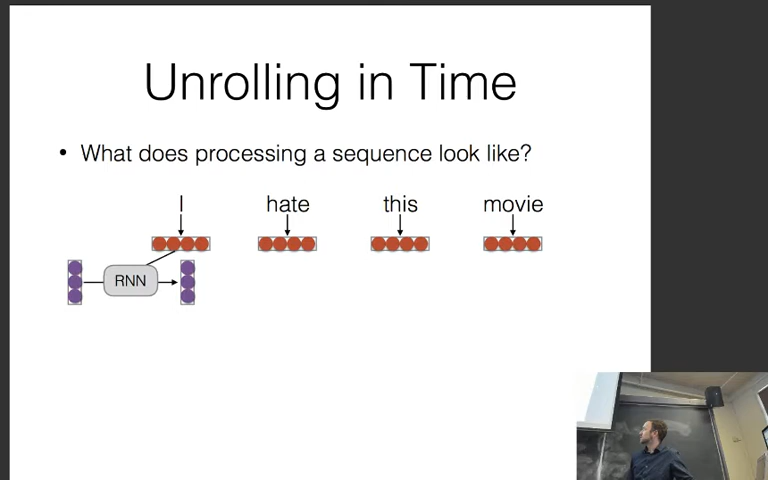 Unrolling in Time
• What does processing a sequence look like?
I hate this movie
RNN